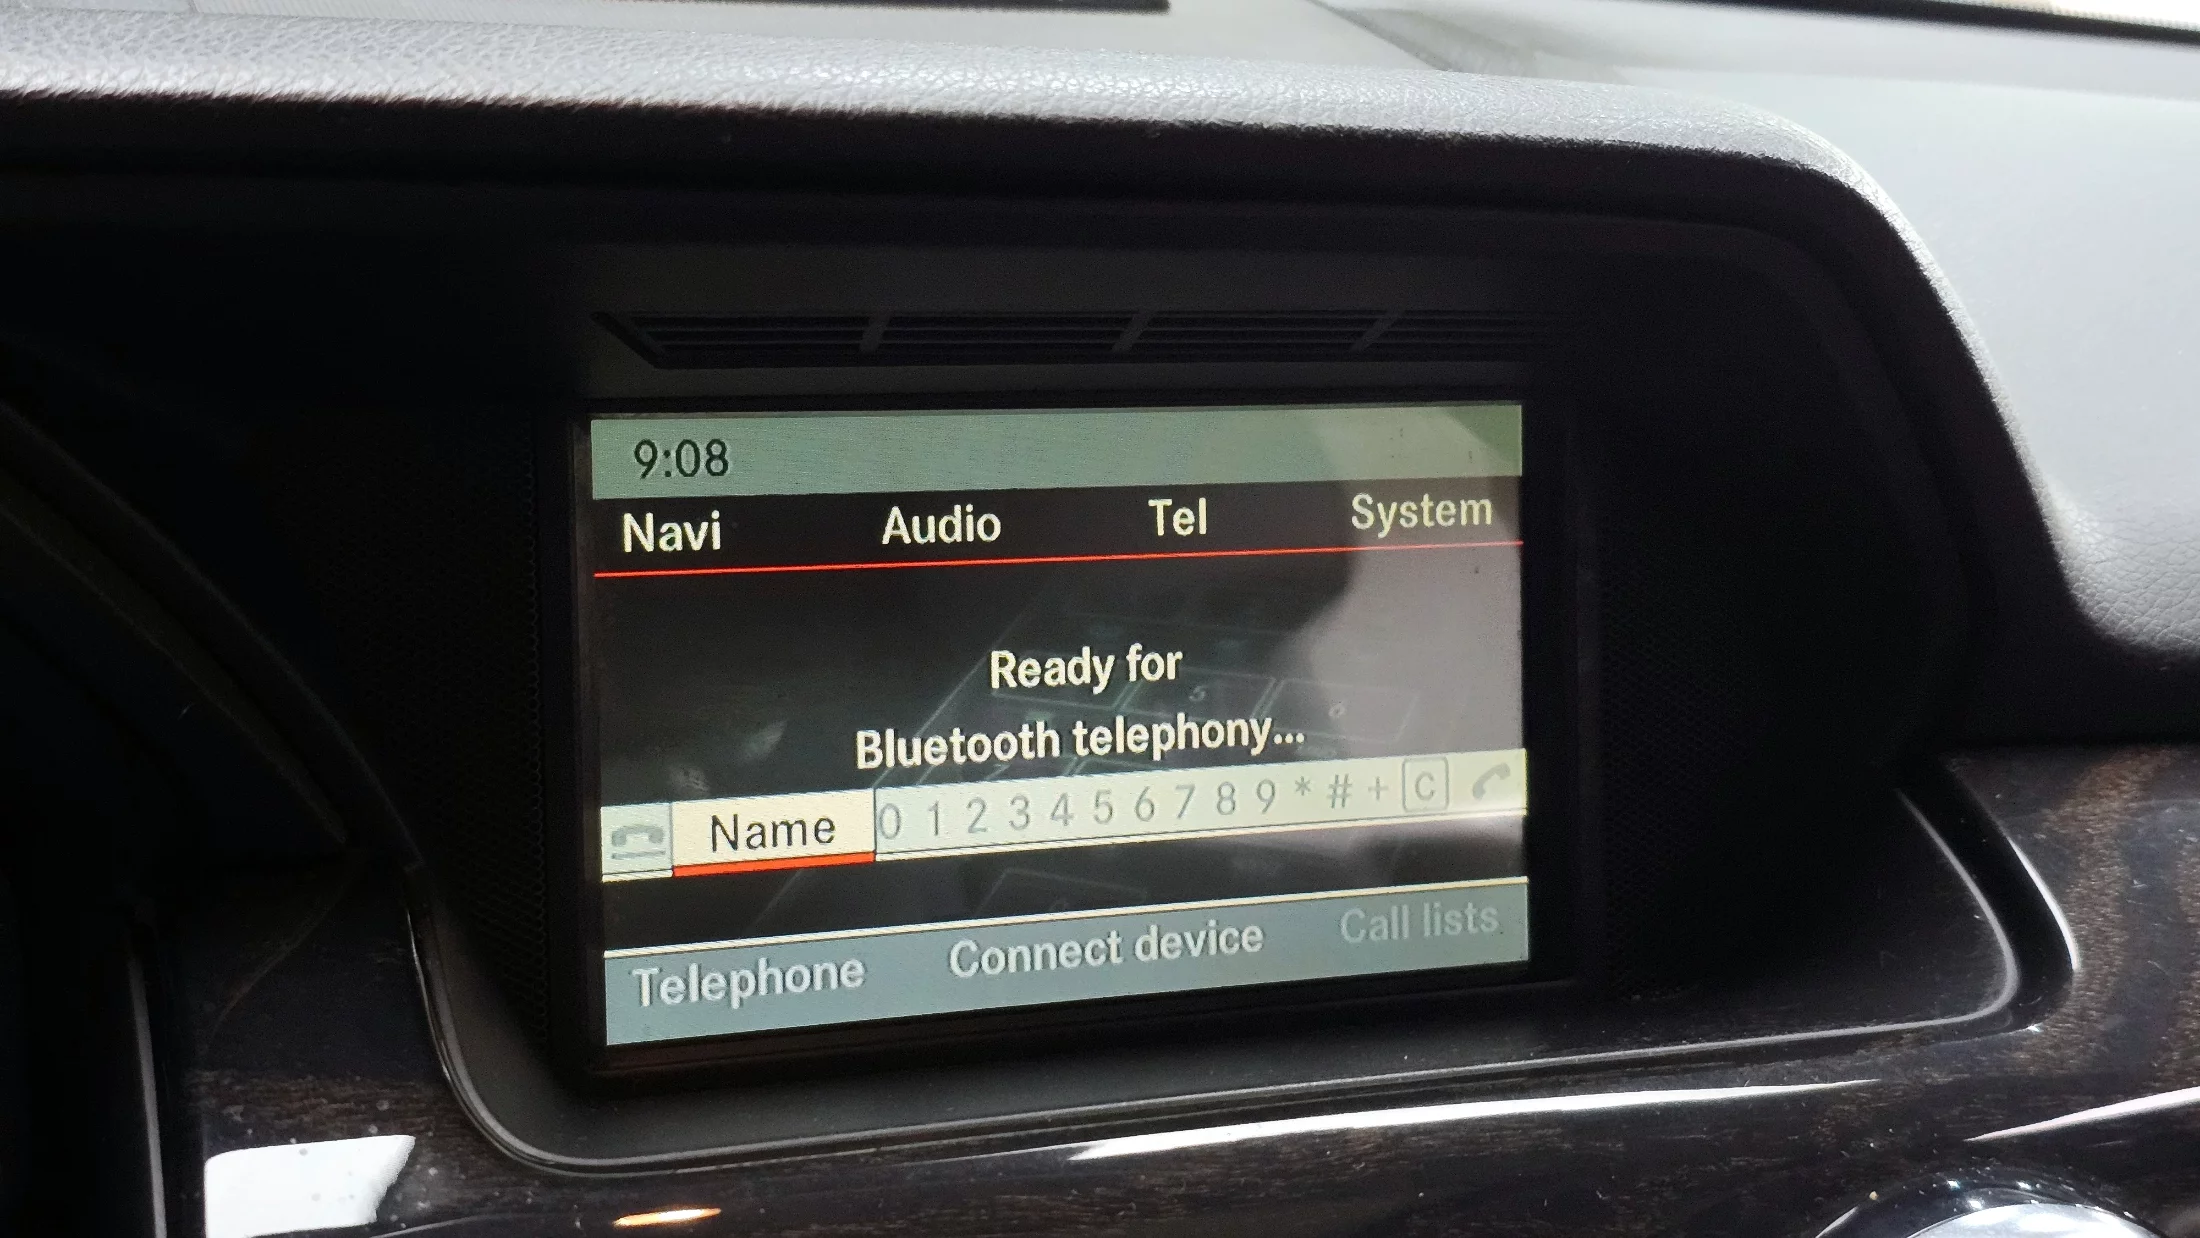 9:08
Navi Audio Tel System
Ready for
Bluetooth telephony...
Name 0 1 2 3 4 5 6 7 8 9 * # + C
Telephone Connect device Call lists